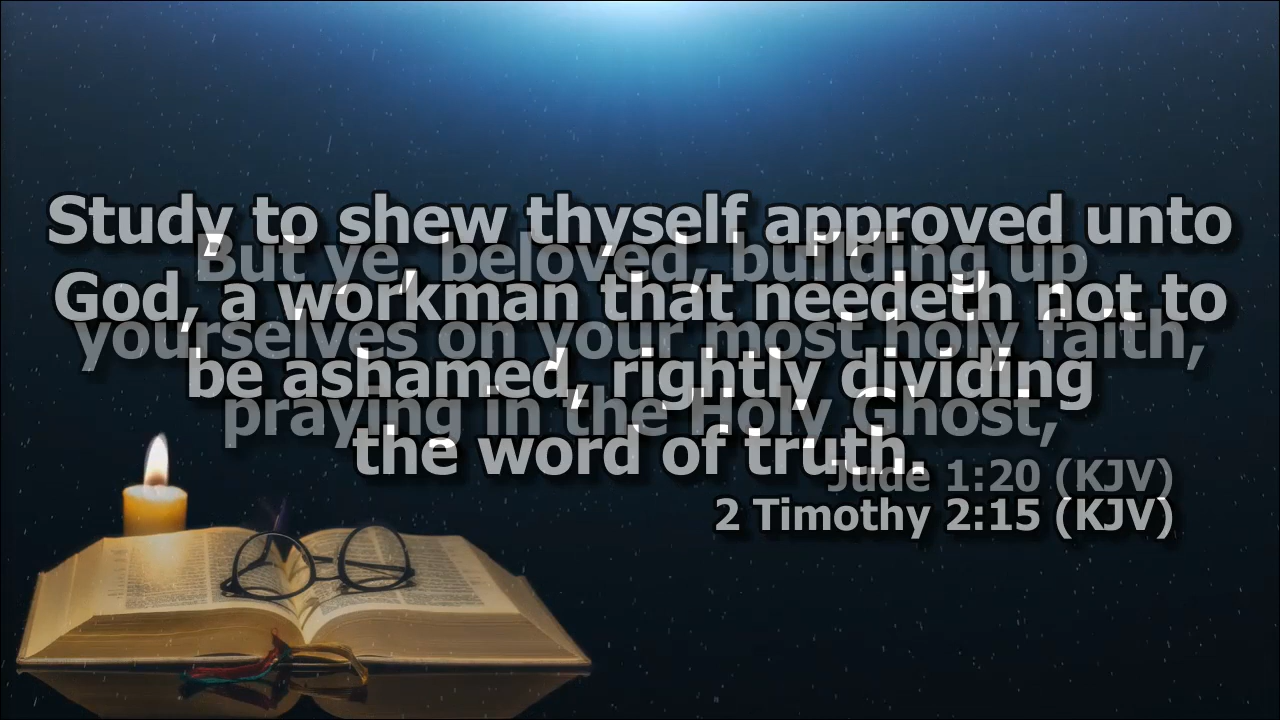 Study to shew thyself approved unto
God, a workman that needeth not to
be ashamed, rightly dividing
the word of truth.
2 Timothy 2:15 (KJV)
But ye, beloved, building up
yourselves on your most holy faith,
praying in the Holy Ghost,
Jude 1:20 (KJV)